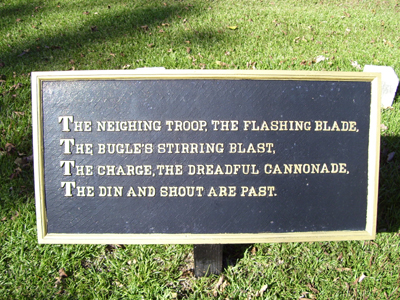 THE NEIGHING TROOP, THE FLASHING BLADE,
THE BUGLE'S STIRRING BLAST,
THE CHARGE, THE DREADFUL CANNONADE,
THE DIN AND SHOUT ARE PAST.